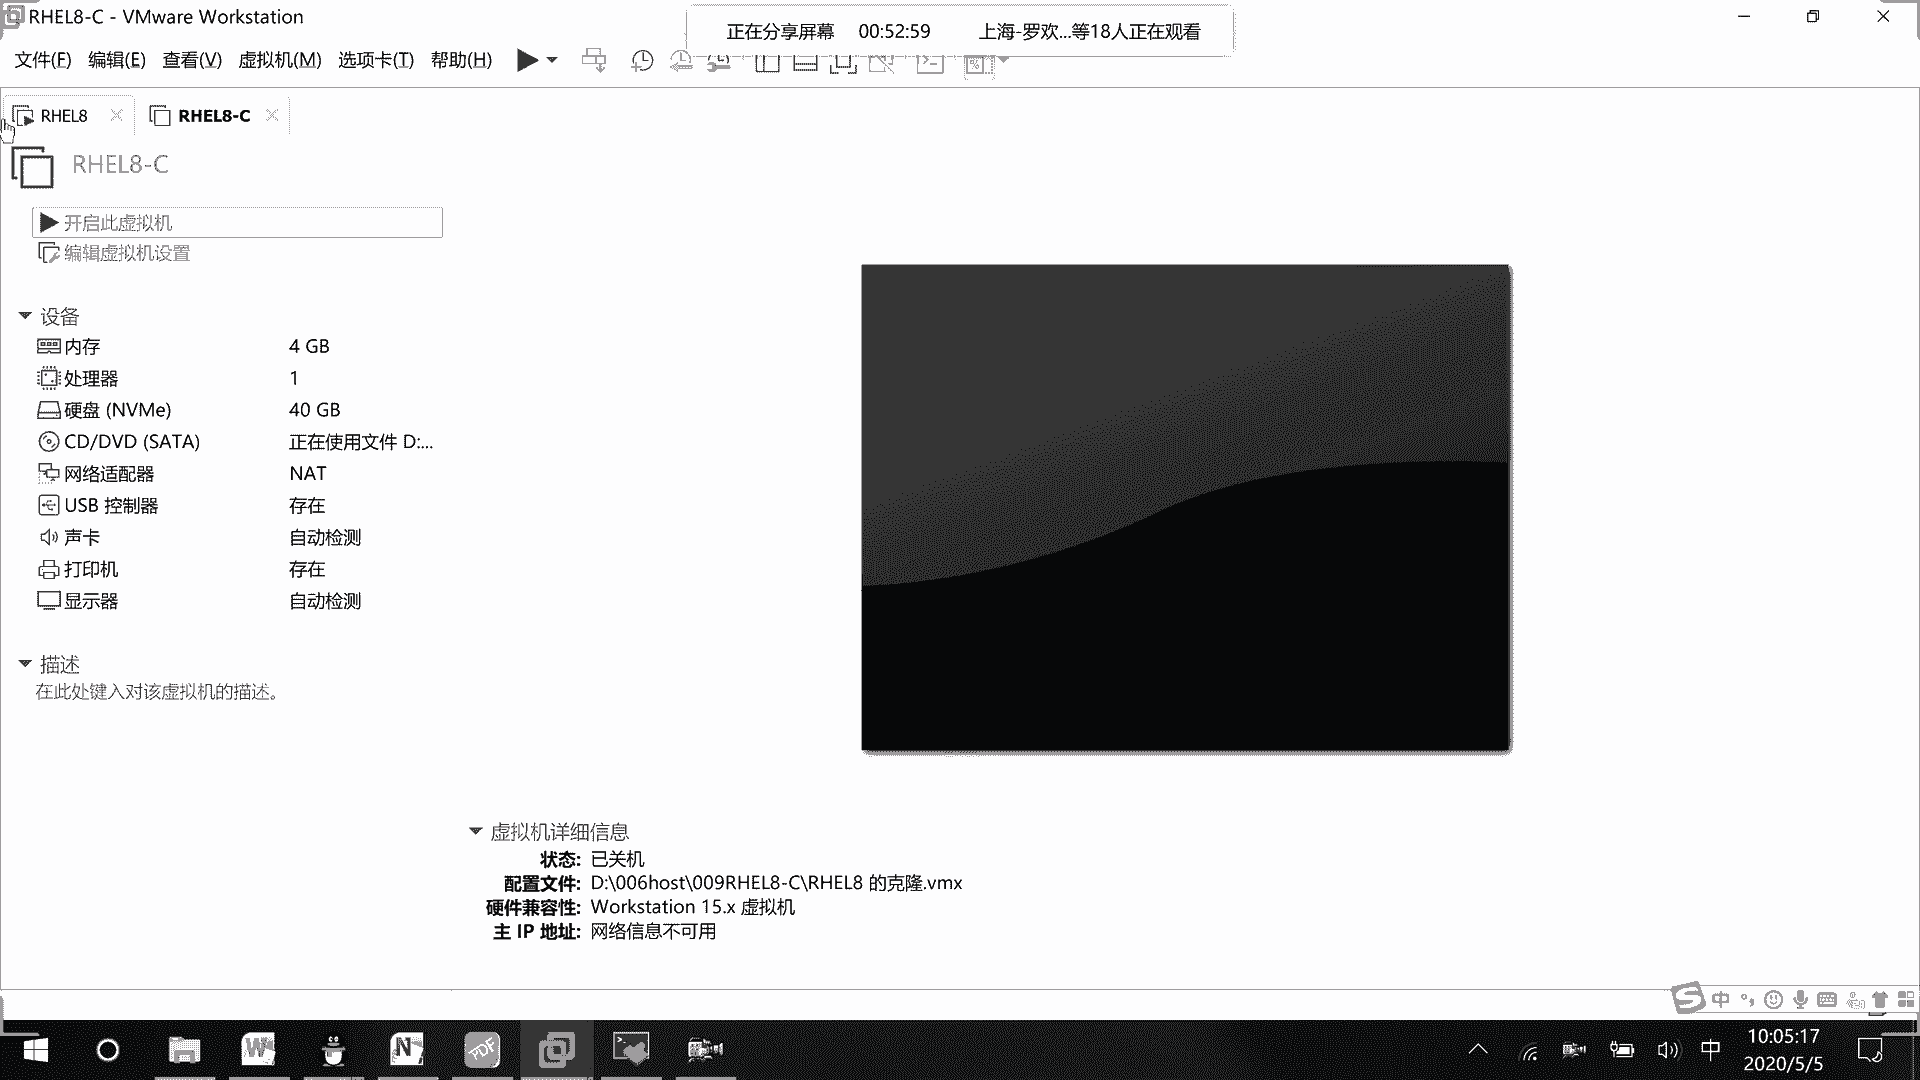 RHEL8-C - VMware Workstation
正在分享屏幕 00:52:59 上海-罗欢...等18人正在观看
文件(F) 编辑(E) 查看(V) 虚拟机(M) 选项卡(T) 帮助(H)
RHEL8 RHEL8-C
RHEL8-C
开启此虚拟机
编辑虚拟机设置
设备
内存 4 GB
处理器 1
硬盘 (NVMe) 40 GB
CD/DVD (SATA) 正在使用文件 D:...
网络适配器 NAT
USB 控制器 存在
声卡 自动检测
打印机 存在
显示器 自动检测
描述
在此处键入对该虚拟机的描述。
虚拟机详细信息
状态: 已关机
配置文件: D:\006host\009RHEL8-C\RHEL8 的克隆.vmx
硬件兼容性: Workstation 15.x 虚拟机
主 IP 地址: 网络信息不可用
中
PDF
中
10:05:17
2020/5/5